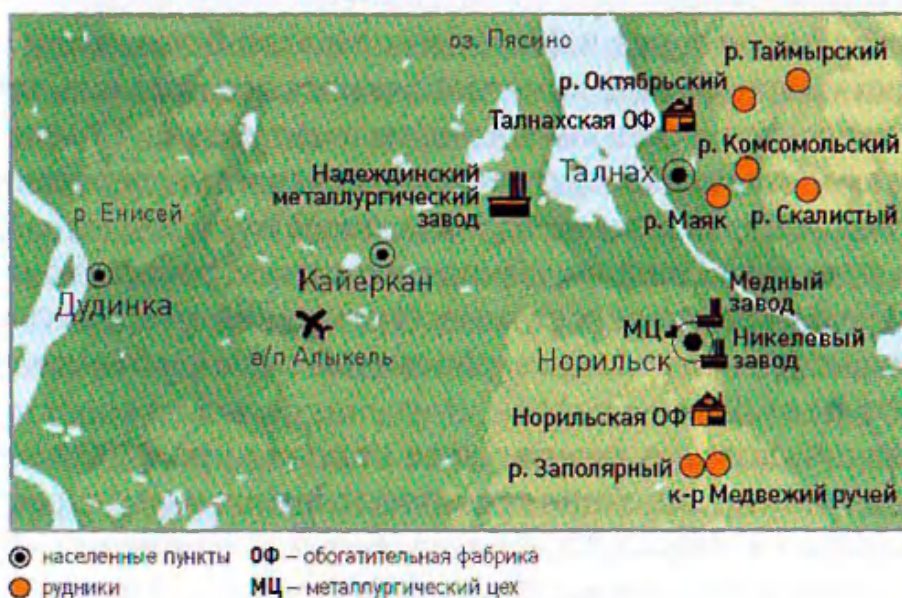 оз. Пясино
р. Таймырский
р. Октябрьский
Талнахская ОФ
р. Комсомольский
Надеждинский
металлургический
завод
Талнах
р. Енисей
р. Маяк
р. Скалистый
Дудинка
Кайеркан
Медный
завод
МЦ
Никелевый
завод
а/п Алыкель
Норильск
Норильская ОФ
р. Заполярный
к-р Медвежий ручей
населенные пункты
ОФ – обогатительная фабрика
рудники
МЦ – металлургический цех